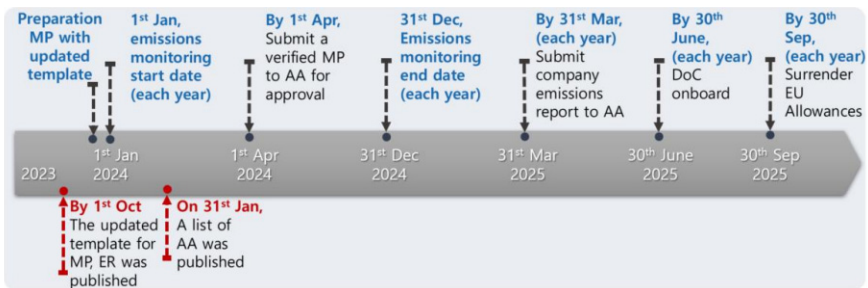 Preparation
MP with
updated
template
1st Jan,
emissions
monitoring
start date
(each year)
By 1st Apr,
Submit a
verified MP
to AA for
approval
31st Dec,
Emissions
monitoring
end date
(each year)
By 31st Mar,
(each year)
Submit
company
emissions
report to AA
By 30th
June,
(each year)
DoC
onboard
By 30th
Sep,
(each year)
Surrender
EU
Allowances
2023
1st Jan
2024
1st Apr
2024
31st Dec
2024
31st Mar
2025
30th June
2025
30th Sep
2025
By 1st Oct
The updated
template for
MP, ER was
published
On 31st Jan,
A list of
AA was
published